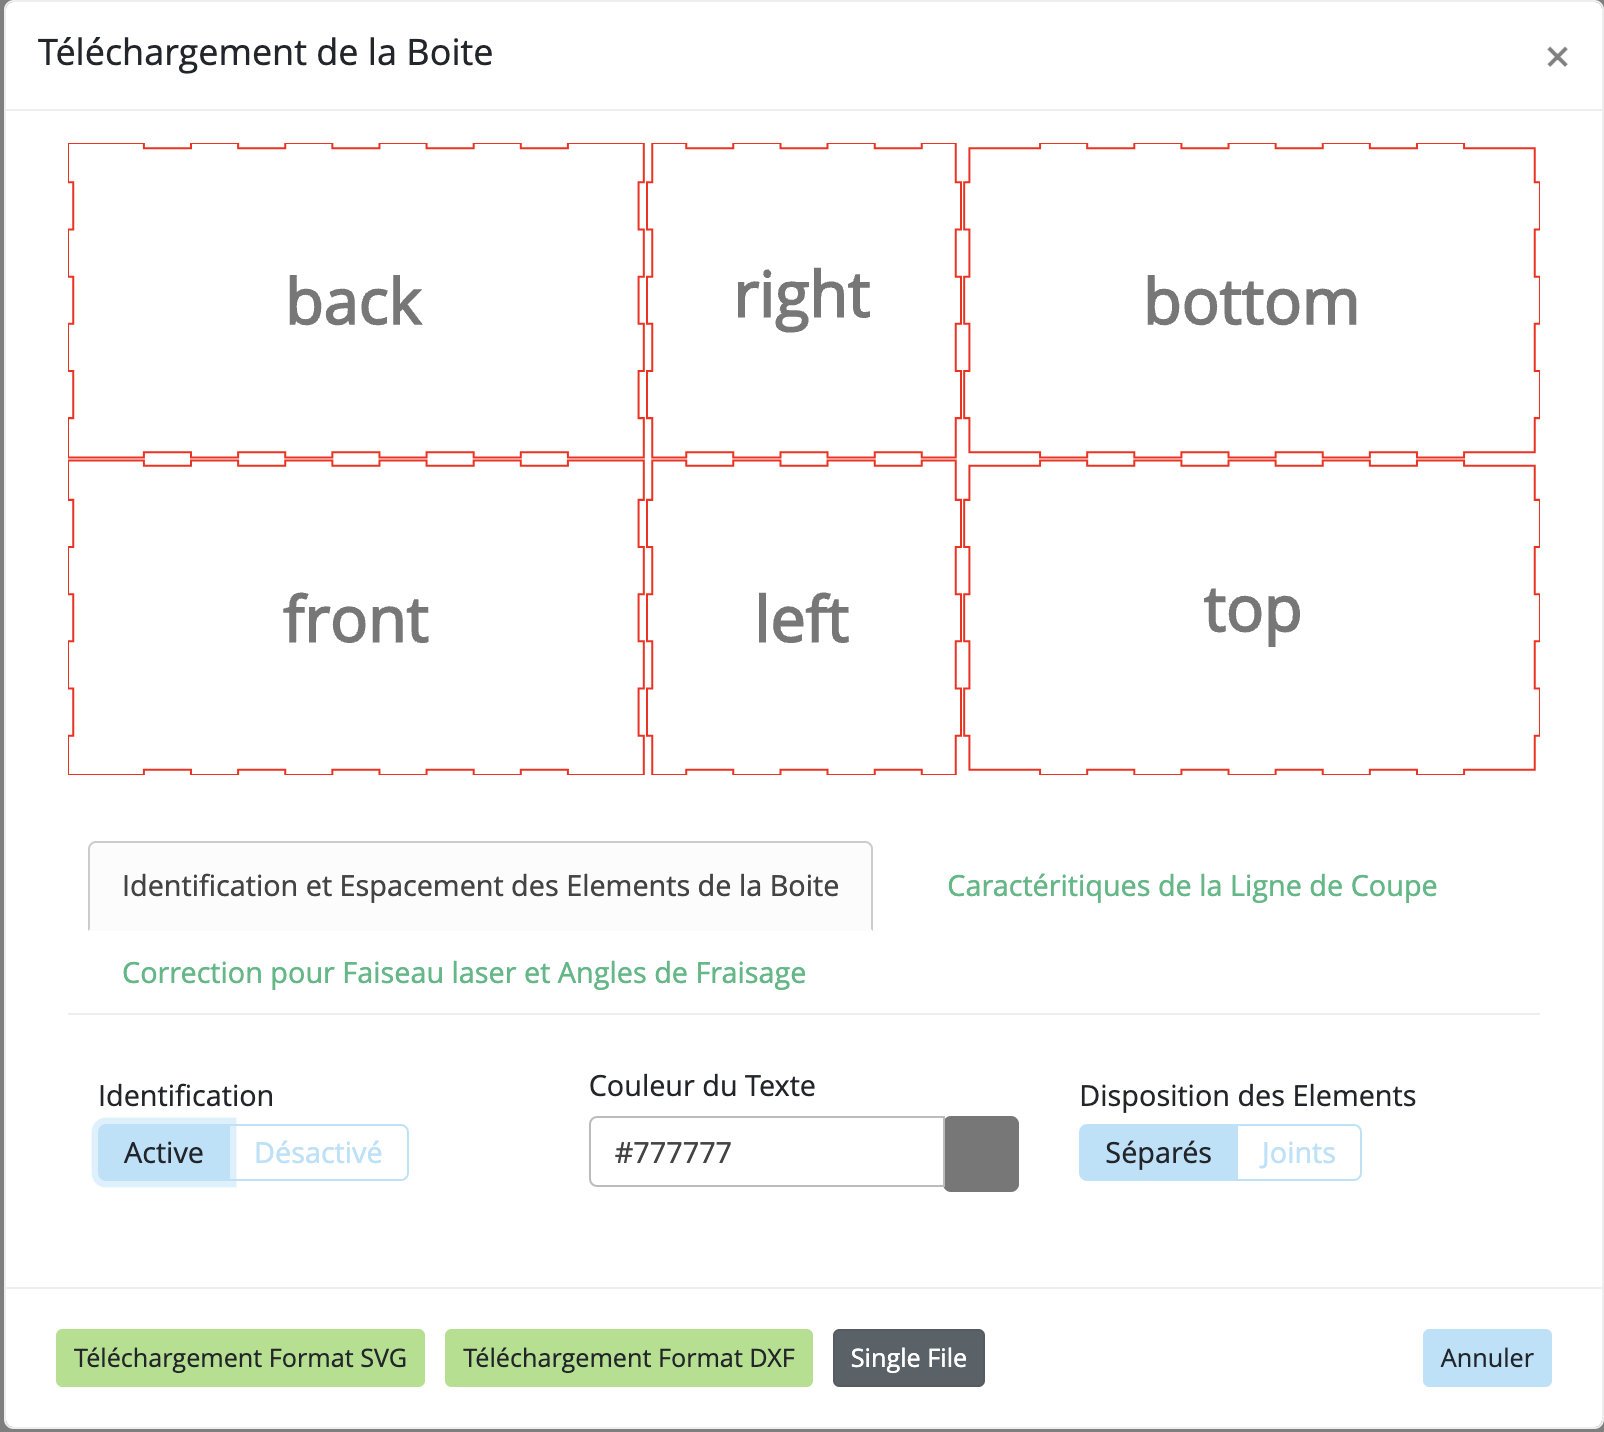 Téléchargement de la Boite
×
back
right
bottom
front
left
top
Identification et Espacement des Elements de la Boite
Caractéritiques de la Ligne de Coupe
Correction pour Faiseau laser et Angles de Fraisage
Identification
Couleur du Texte
Disposition des Elements
Active
Désactivé
#777777
Séparés
Joints
Téléchargement Format SVG
Téléchargement Format DXF
Single File
Annuler